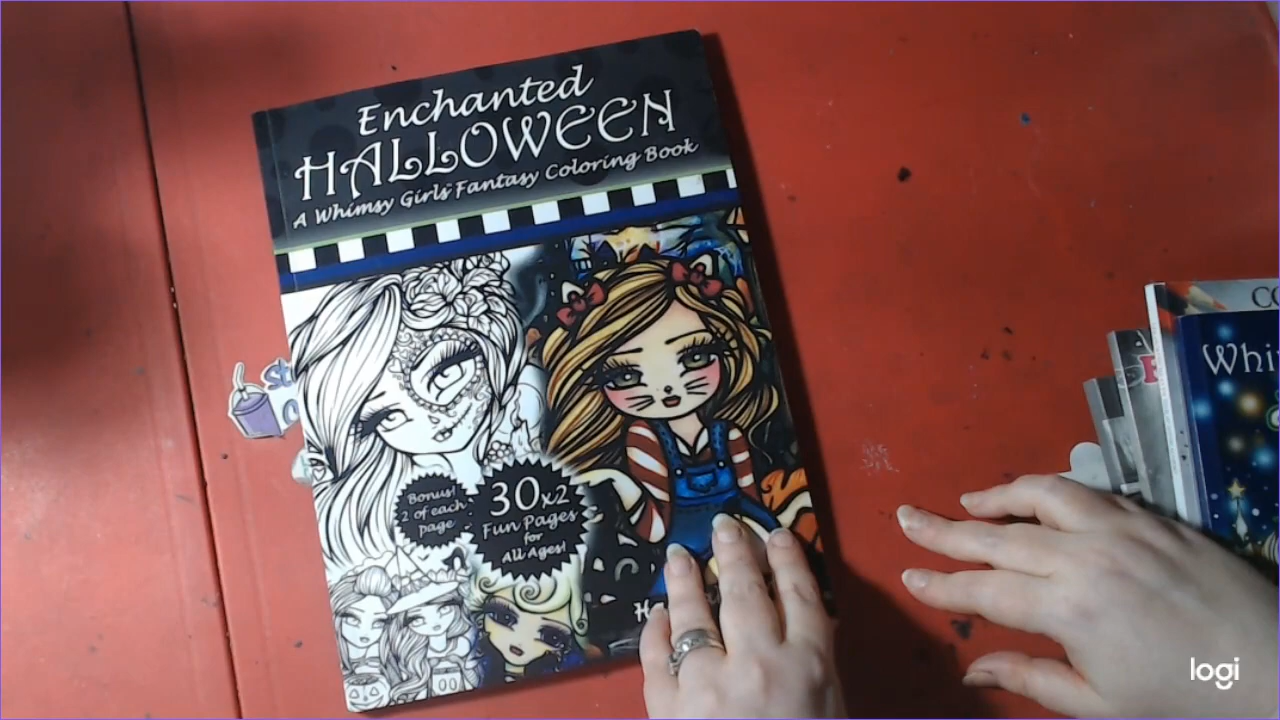 Enchanted
HALLOWEEN
A Whimsy Girls Fantasy Coloring Book
Bonus!
2 of each
page
30x2
Fun Pages
for
All Ages!
logi